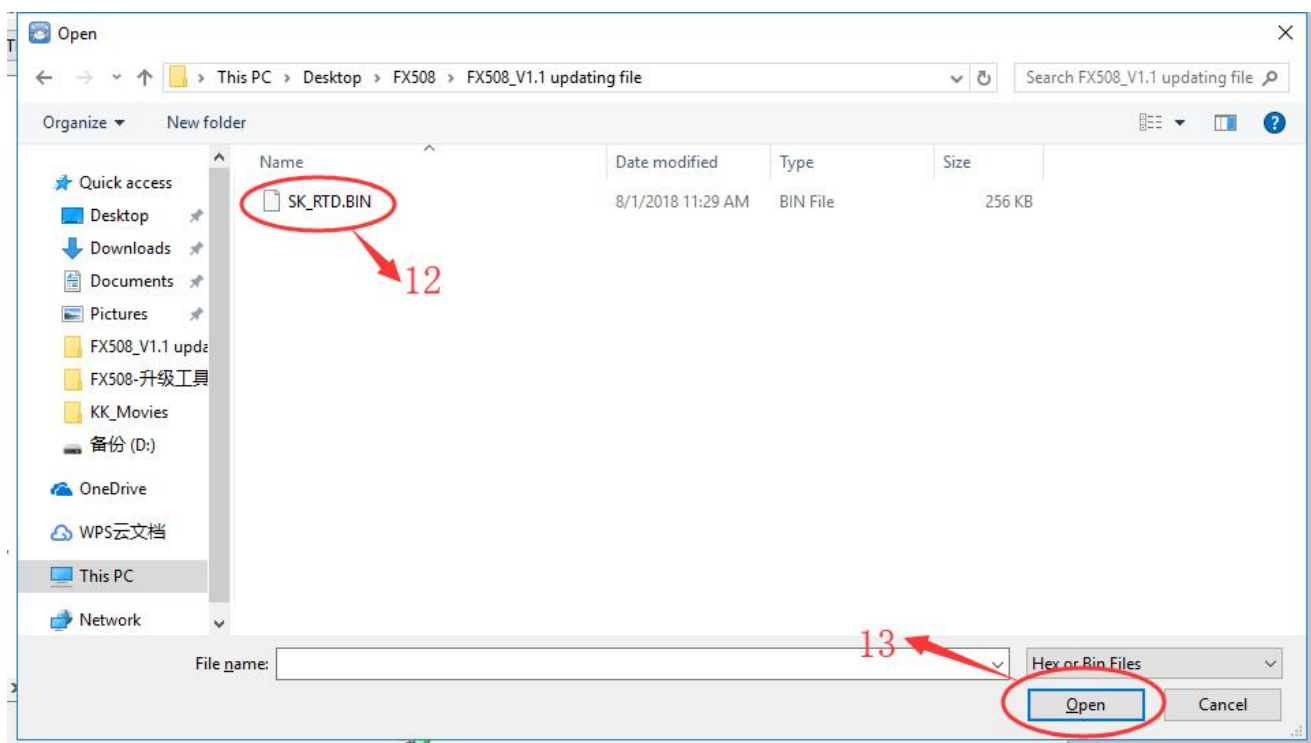 Open
This PC > Desktop > FX508 > FX508_V1.1 updating file
Search FX508_V1.1 updating file
Organize
New folder
Name
Date modified
Type
Size
SK_RTD.BIN
8/1/2018 11:29 AM
BIN File
256 KB
12
Quick access
Desktop
Downloads
Documents
Pictures
FX508_V1.1 upda
FX508-升级工具
KK_Movies
备份 (D:)
OneDrive
WPS云文档
This PC
Network
13
File name:
Hex or Bin Files
Open
Cancel